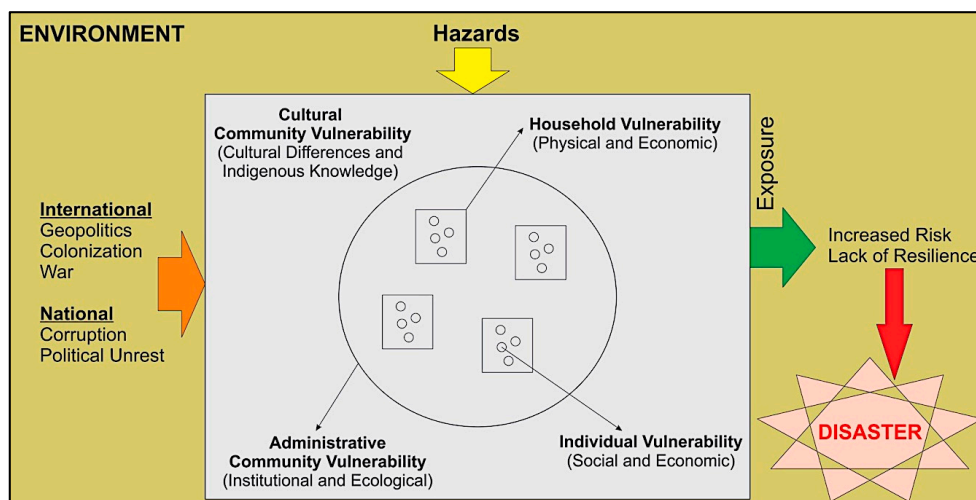 ENVIRONMENT
Hazards
Cultural
Community Vulnerability
(Cultural Differences and
Indigenous Knowledge)
Household Vulnerability
(Physical and Economic)
International
Geopolitics
Colonization
War
National
Corruption
Political Unrest
Exposure
Increased Risk
Lack of Resilience
Administrative
Community Vulnerability
(Institutional and Ecological)
Individual Vulnerability
(Social and Economic)
DISASTER